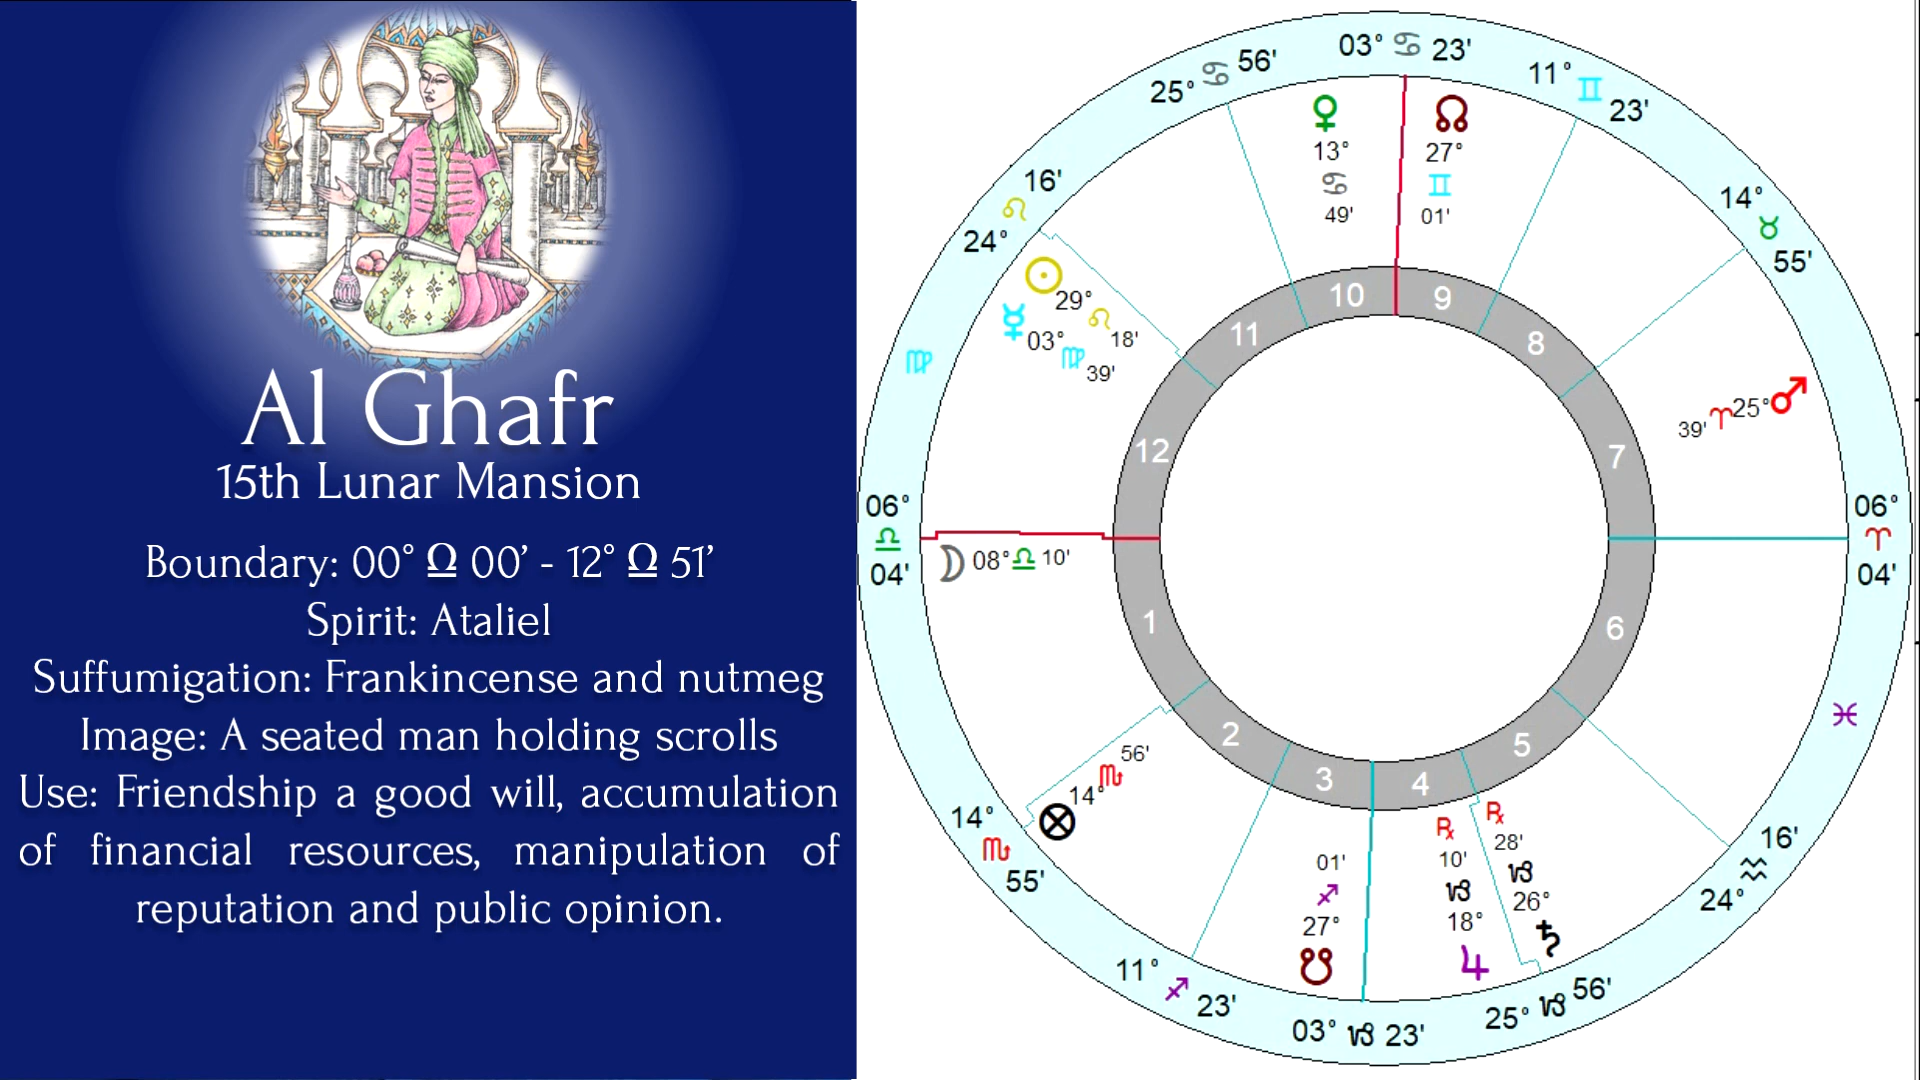 Al Ghafr
15th Lunar Mansion
Boundary: 00° Ω 00’ - 12° Ω 51’
Spirit: Ataliel
Suffumigation: Frankincense and nutmeg
Image: A seated man holding scrolls
Use: Friendship a good will, accumulation
of financial resources, manipulation of
reputation and public opinion.
03° ♋ 23'
11° ♊ 23'
14° ♉ 55'
06° ♈ 04'
♓
24° ♒ 16'
25° ♑ 56'
03° ♑ 23'
11° ♐ 23'
14° ♏ 55'
06° ♎ 04'
♍
24° ♌ 16'
25° ♋ 56'
♀ 13° ♋ 49'
☊ 27° ♊ 01'
☉ 29° ♌ 18'
☿ 03° ♍ 39'
♂ 25° ♈ 39'
☽ 08° ♎ 10'
⊗ 14° ♏ 56'
☋ 27° ♐ 01'
♃ 18° ♑ 10' ℞
♄ 26° ♑ 28' ℞
1
2
3
4
5
6
7
8
9
10
11
12